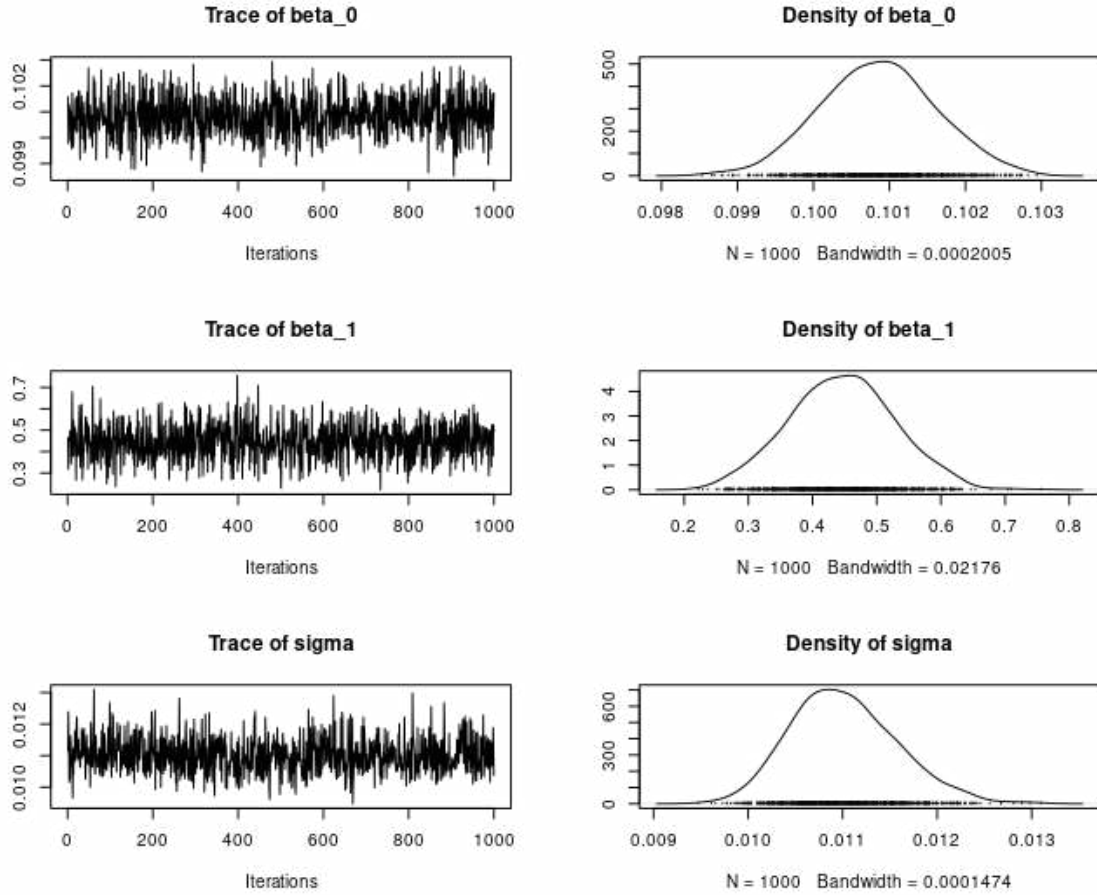 Trace of beta_0
0.102
0.099
0 200 400 600 800 1000
Iterations
Density of beta_0
500
200
0
0.098 0.099 0.100 0.101 0.102 0.103
N = 1000 Bandwidth = 0.0002005
Trace of beta_1
0.7
0.5
0.3
0 200 400 600 800 1000
Iterations
Density of beta_1
4
3
2
1
0
0.2 0.3 0.4 0.5 0.6 0.7 0.8
N = 1000 Bandwidth = 0.02176
Trace of sigma
0.012
0.010
0 200 400 600 800 1000
Iterations
Density of sigma
600
300
0
0.009 0.010 0.011 0.012 0.013
N = 1000 Bandwidth = 0.0001474